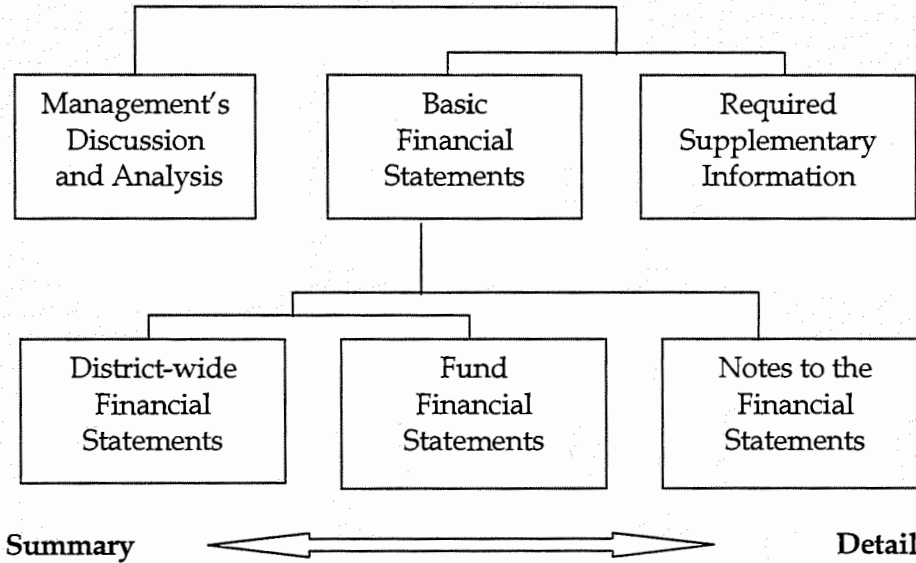 Management's
Discussion
and Analysis
Basic
Financial
Statements
Required
Supplementary
Information
District-wide
Financial
Statements
Fund
Financial
Statements
Notes to the
Financial
Statements
Summary
Detail